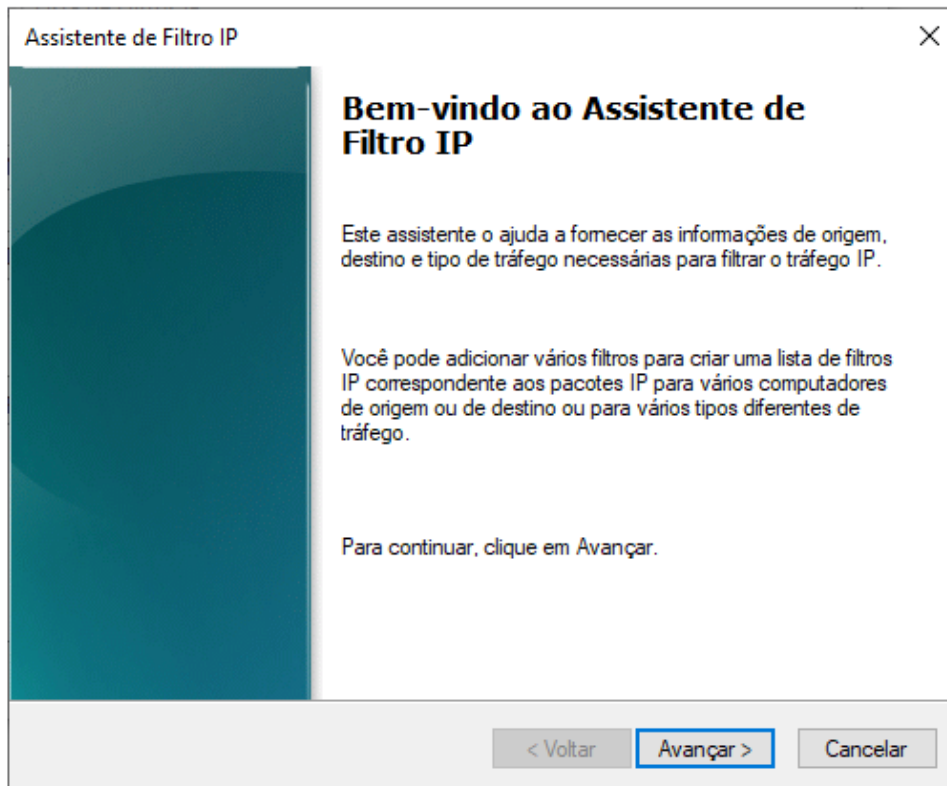 Assistente de Filtro IP
Bem-vindo ao Assistente de
Filtro IP
Este assistente o ajuda a fornecer as informações de origem,
destino e tipo de tráfego necessárias para filtrar o tráfego IP.
Você pode adicionar vários filtros para criar uma lista de filtros
IP correspondente aos pacotes IP para vários computadores
de origem ou de destino ou para vários tipos diferentes de
tráfego.
Para continuar, clique em Avançar.
< Voltar Avançar > Cancelar